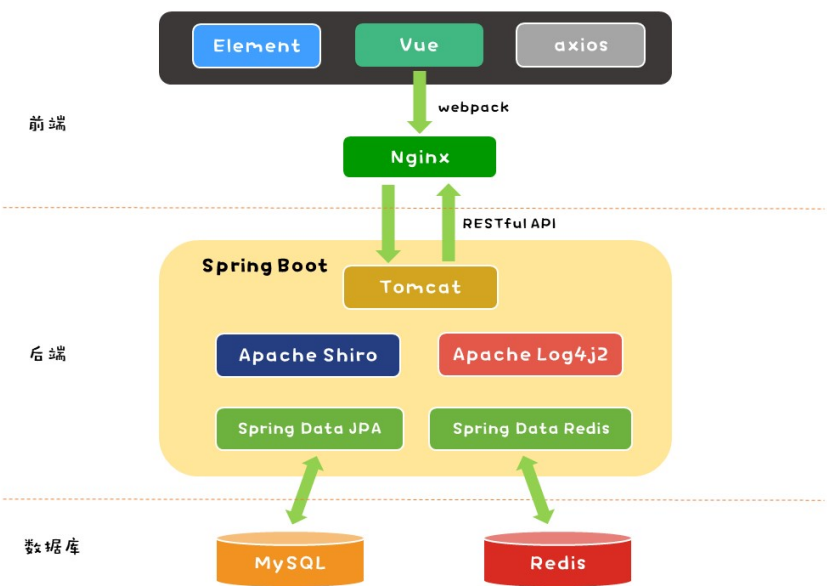 Element
Vue
axios
webpack
前端
Nginx
RESTful API
Spring Boot
Tomcat
后端
Apache Shiro
Apache Log4j2
Spring Data JPA
Spring Data Redis
数据库
MySQL
Redis